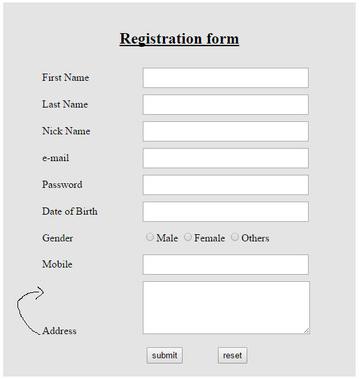 Registration form
First Name
Last Name
Nick Name
e-mail
Password
Date of Birth
Gender Male Female Others
Mobile
Address
submit reset